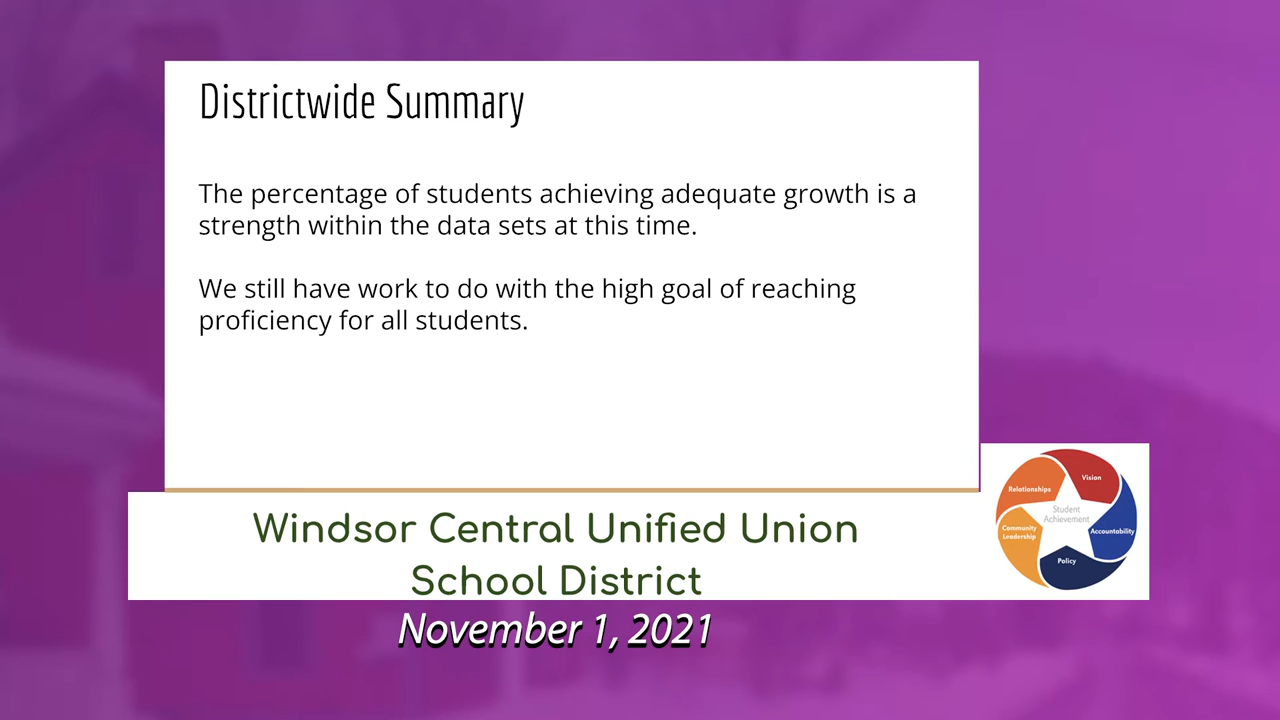 Districtwide Summary
The percentage of students achieving adequate growth is a
strength within the data sets at this time.
We still have work to do with the high goal of reaching
proficiency for all students.
Relationships
Vision
Student
Achievement
Community
Leadership
Accountability
Policy
Windsor Central Unified Union
School District
November 1, 2021